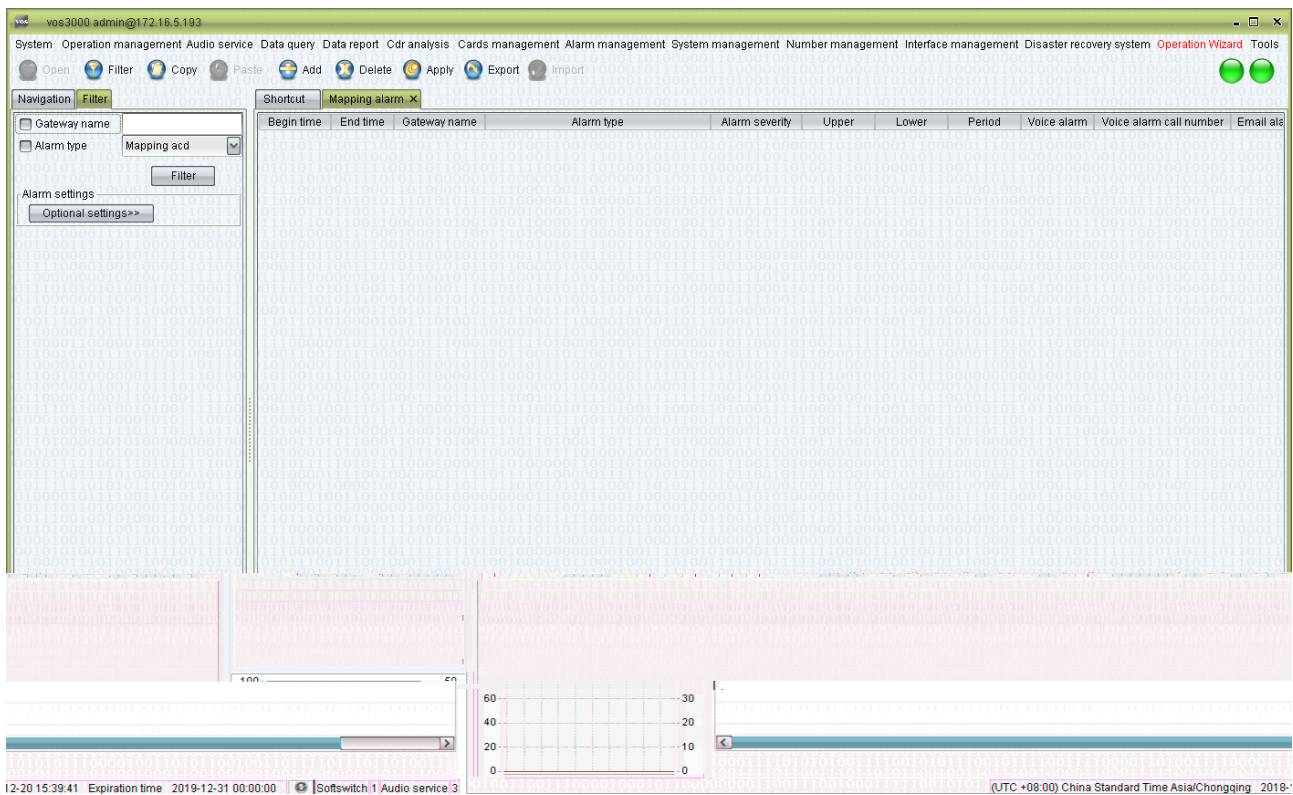 vos vos3000 admin@172.16.5.193
System Operation management Audio service Data query Data report Cdr analysis Cards management Alarm management System management Number management Interface management Disaster recovery system Operation Wizard Tools
Open Filter Copy Paste Add Delete Apply Export Import
Navigation Filter Shortcut Mapping alarm
Gateway name Begin time End time Gateway name Alarm type Alarm severity Upper Lower Period Voice alarm Voice alarm call number Email ala
Alarm type Mapping acd
Filter
Alarm settings
Optional settings>>
60 30
40 20
20 10
0 0
12-20 15:39:41 Expiration time 2019-12-31 00:00:00 Softswitch 1 Audio service 3 (UTC +08:00) China Standard Time Asia/Chongqing 2018-1